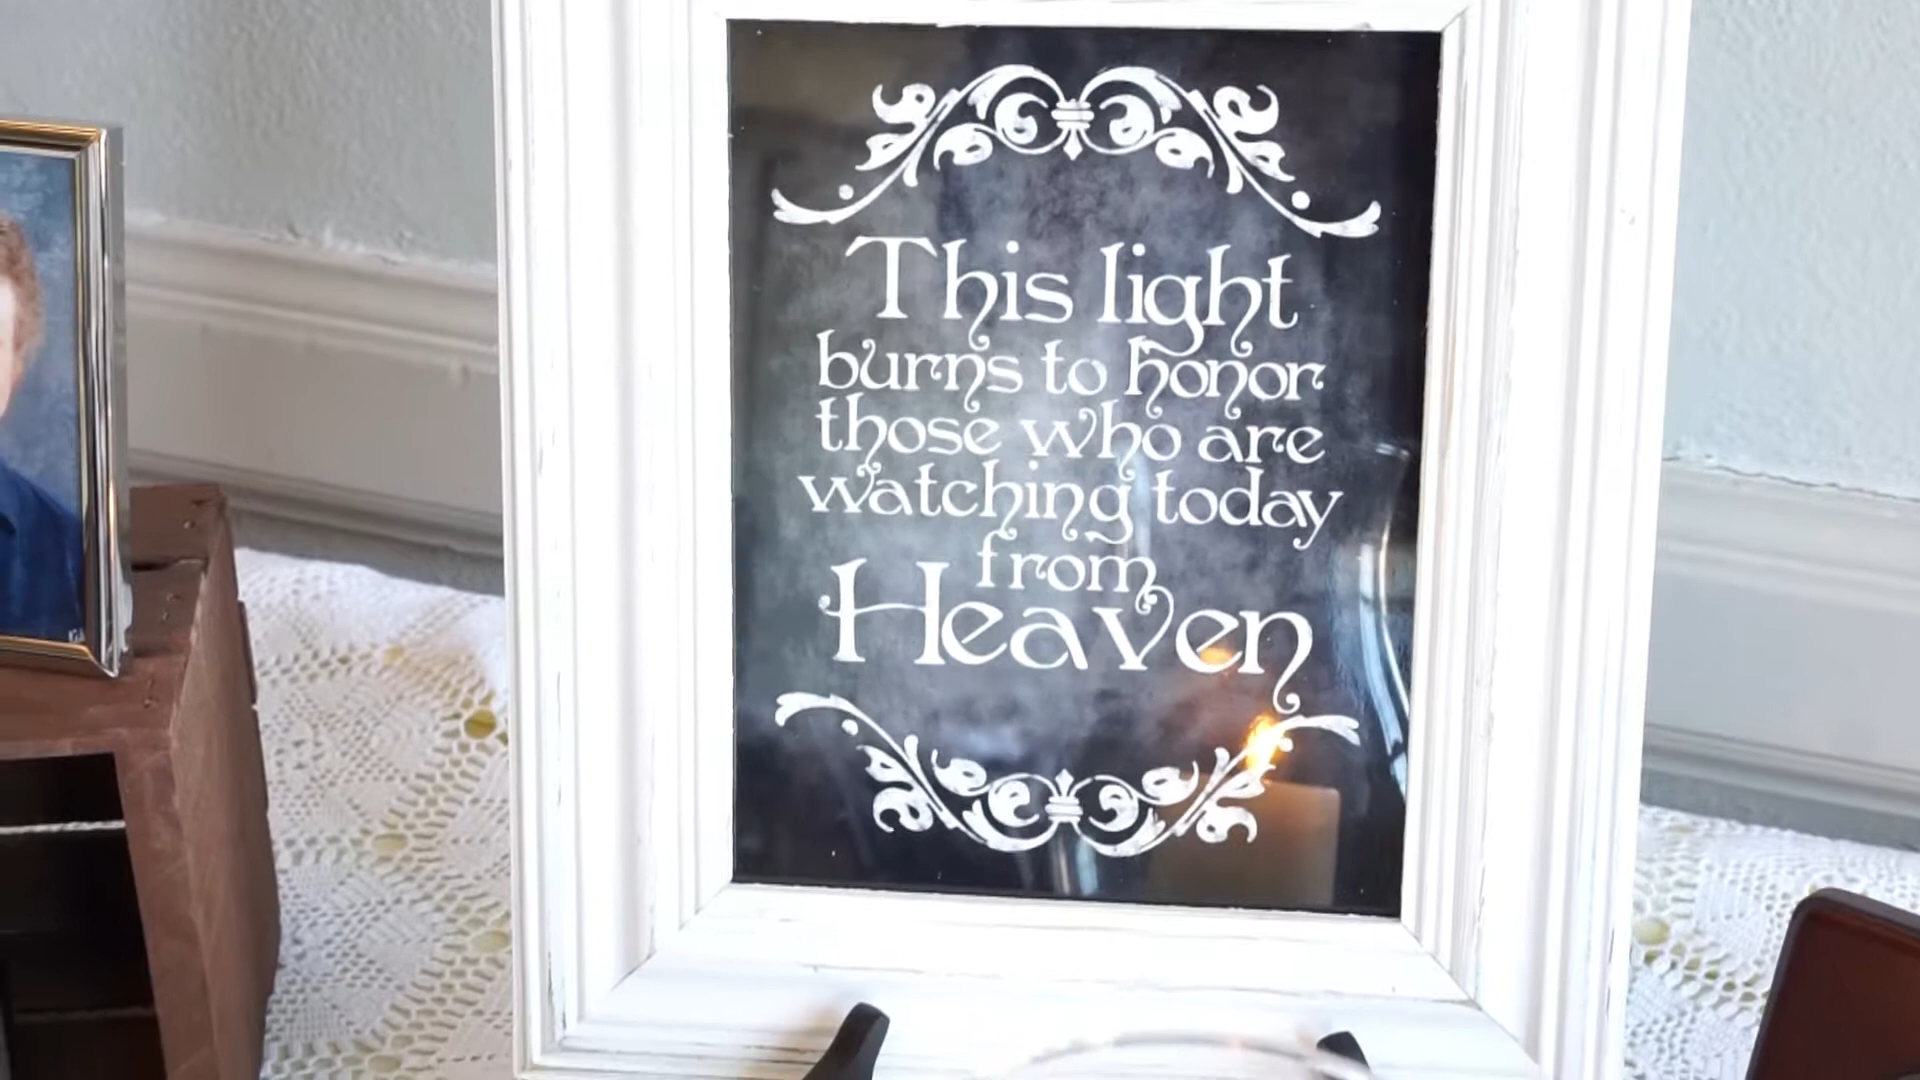 This light
burns to honor
those who are
watching today
from
Heaven